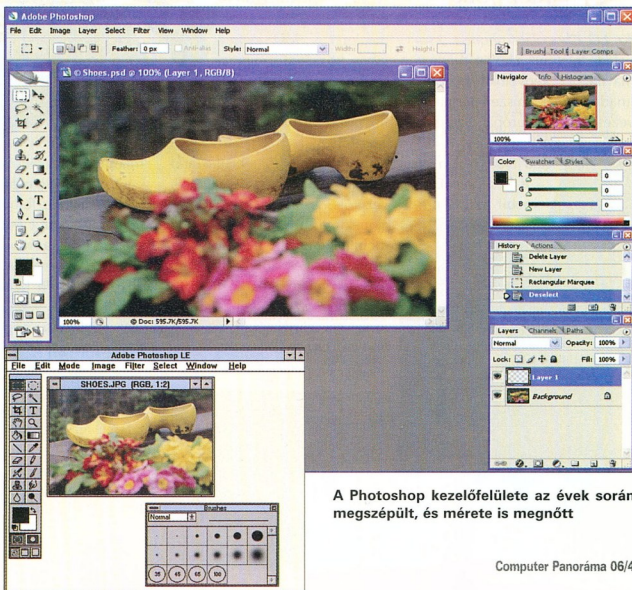 Adobe Photoshop
File Edit Image Layer Select Filter View Window Help
Feather: 0 px Anti-alias Style: Normal Width: Height:
Brushes Tool Layer Comps
© Shoes.psd @ 100% (Layer 1, RGB/8)
Navigator Info Histogram
100%
Color Swatches Styles
R 0
G 0
B 0
History Actions
Delete Layer
New Layer
Rectangular Marquee
Deselect
Layers Channels Paths
Normal Opacity: 100%
Lock: Fill: 100%
Layer 1
Background
100% Doc: 595.7K/595.7K
Adobe Photoshop LE
File Edit Mode Image Filter Select Window Help
SHOES.JPG (RGB, 1:2)
Brushes
Normal
35 45 65 100
A Photoshop kezelőfelülete az évek során
megszépült, és mérete is megnőtt
Computer Panoráma 06/4